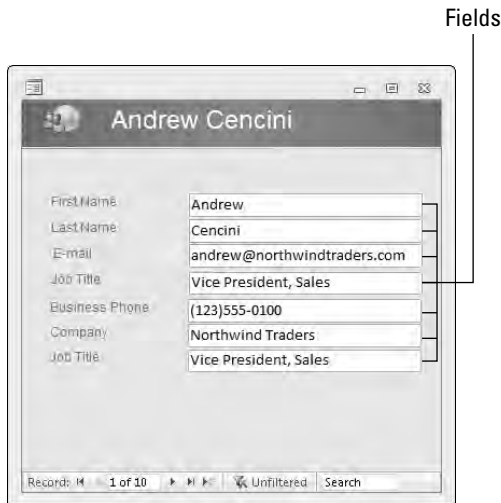 Fields
Andrew Cencini
First Name Andrew
Last Name Cencini
E-mail andrew@northwindtraders.com
Job Title Vice President, Sales
Business Phone (123)555-0100
Company Northwind Traders
Job Title Vice President, Sales
Record: 1 of 10 Unfiltered Search